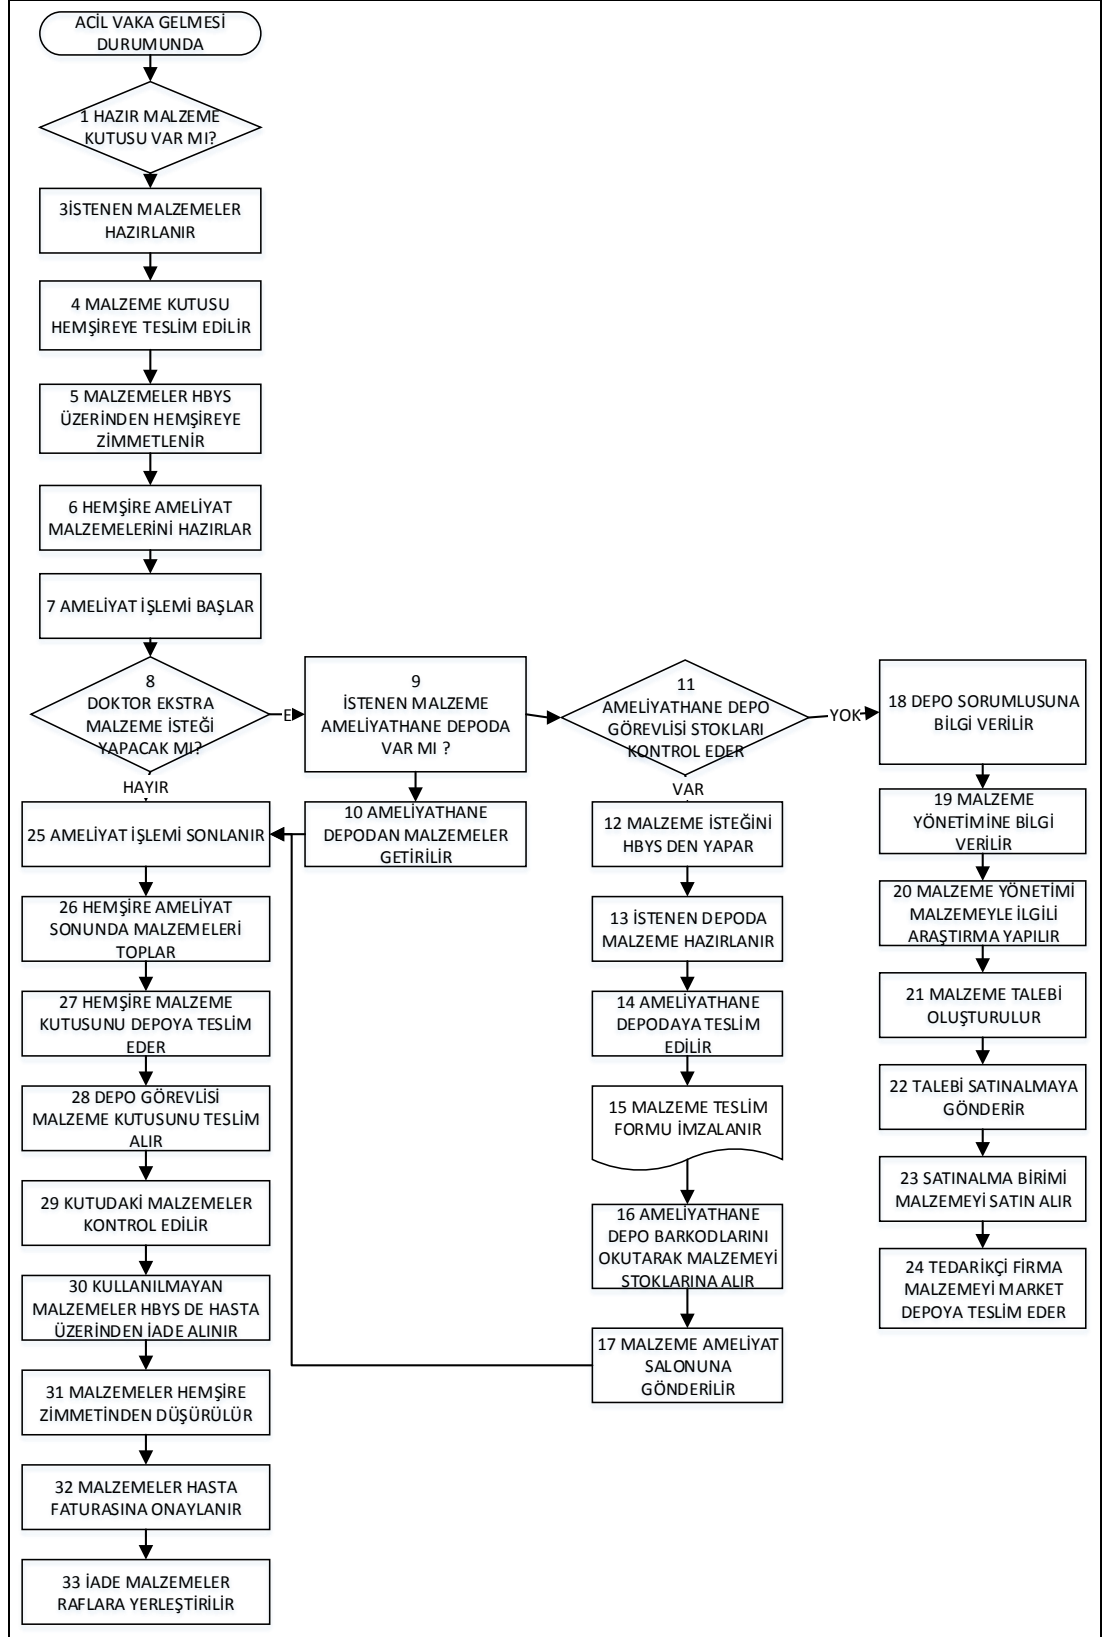 ACİL VAKA GELMESİ
DURUMUNDA
1 HAZIR MALZEME
KUTUSU VAR MI?
3İSTENEN MALZEMELER
HAZIRLANIR
4 MALZEME KUTUSU
HEMŞİREYE TESLİM EDİLİR
5 MALZEMELER HBYS
ÜZERİNDEN HEMŞİREYE
ZİMMETLENİR
6 HEMŞİRE AMELİYAT
MALZEMELERİNİ HAZIRLAR
7 AMELİYAT İŞLEMİ BAŞLAR
8
DOKTOR EKSTRA
MALZEME İSTEĞİ
YAPACAK MI?
E
HAYIR
9
İSTENEN MALZEME
AMELİYATHANE DEPODA
VAR MI ?
10 AMELİYATHANE
DEPODAN MALZEMELER
GETİRİLİR
11
AMELİYATHANE DEPO
GÖREVLİSİ STOKLARI
KONTROL EDER
YOK
VAR
12 MALZEME İSTEĞİNİ
HBYS DEN YAPAR
13 İSTENEN DEPODA
MALZEME HAZIRLANIR
14 AMELİYATHANE
DEPODAYA TESLİM
EDİLİR
15 MALZEME TESLİM
FORMU İMZALANIR
16 AMELİYATHANE
DEPO BARKODLARINI
OKUTARAK MALZEMEYİ
STOKLARINA ALIR
17 MALZEME AMELİYAT
SALONUNA
GÖNDERİLİR
18 DEPO SORUMLUSUNA
BİLGİ VERİLİR
19 MALZEME
YÖNETİMİNE BİLGİ
VERİLİR
20 MALZEME YÖNETİMİ
MALZEMEYLE İLGİLİ
ARAŞTIRMA YAPILIR
21 MALZEME TALEBİ
OLUŞTURULUR
22 TALEBİ SATINALMAYA
GÖNDERİR
23 SATINALMA BİRİMİ
MALZEMEYİ SATIN ALIR
24 TEDARİKÇİ FİRMA
MALZEMEYİ MARKET
DEPOYA TESLİM EDER
25 AMELİYAT İŞLEMİ SONLANIR
26 HEMŞİRE AMELİYAT
SONUNDA MALZEMELERİ
TOPLAR
27 HEMŞİRE MALZEME
KUTUSUNU DEPOYA TESLİM
EDER
28 DEPO GÖREVLİSİ
MALZEME KUTUSUNU TESLİM
ALIR
29 KUTUDAKİ MALZEMELER
KONTROL EDİLİR
30 KULLANILMAYAN
MALZEMELER HBYS DE HASTA
ÜZERİNDEN İADE ALINIR
31 MALZEMELER HEMŞİRE
ZİMMETİNDEN DÜŞÜRÜLÜR
32 MALZEMELER HASTA
FATURASINA ONAYLANIR
33 İADE MALZEMELER
RAFLARA YERLEŞTİRİLİR